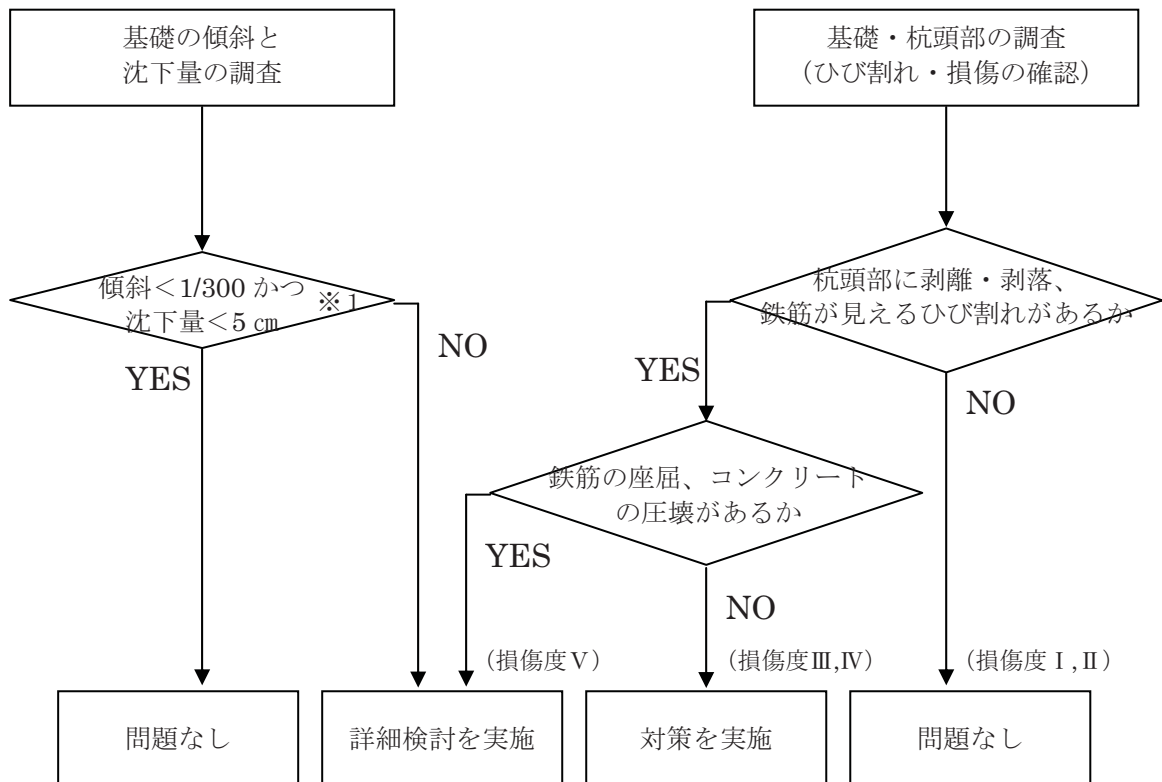 基礎の傾斜と
沈下量の調査
基礎・杭頭部の調査
（ひび割れ・損傷の確認）
傾斜＜1/300 かつ
沈下量＜5 ㎝
※1
杭頭部に剥離・剥落、
鉄筋が見えるひび割れがあるか
NO
YES
YES
NO
鉄筋の座屈、コンクリート
の圧壊があるか
YES
NO
（損傷度Ⅴ）
（損傷度Ⅲ,Ⅳ）
（損傷度Ⅰ,Ⅱ）
問題なし
詳細検討を実施
対策を実施
問題なし